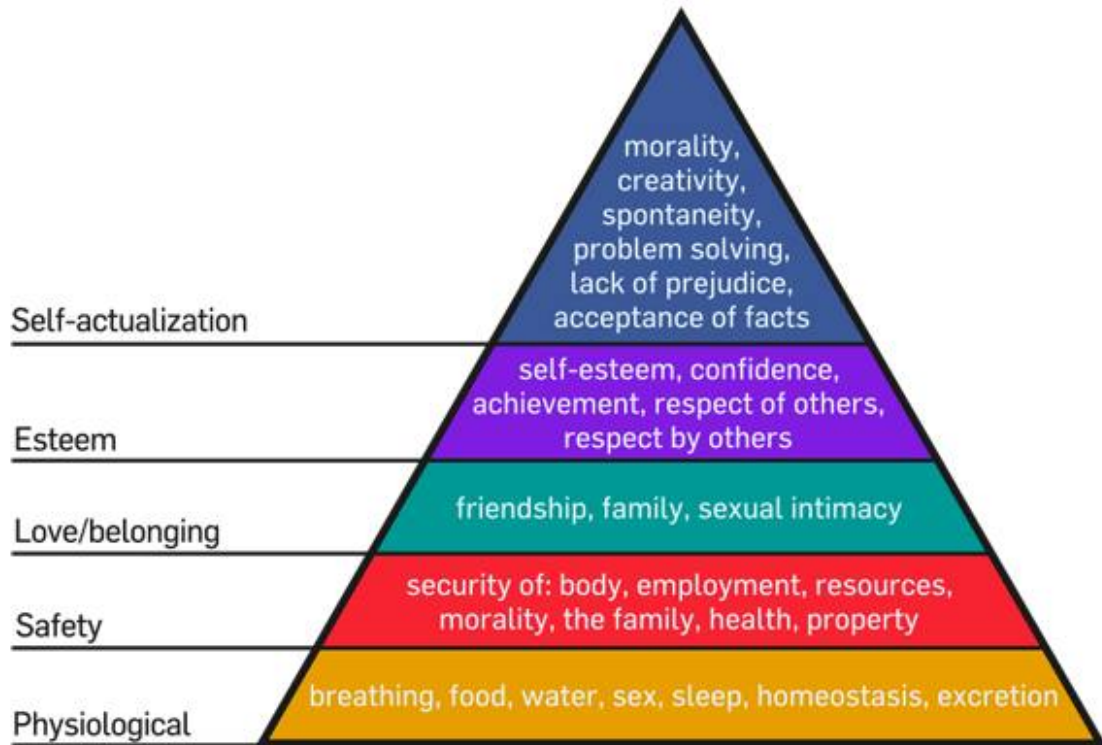 morality,
creativity,
spontaneity,
problem solving,
lack of prejudice,
acceptance of facts
Self-actualization
self-esteem, confidence,
achievement, respect of others,
respect by others
Esteem
friendship, family, sexual intimacy
Love/belonging
security of: body, employment, resources,
morality, the family, health, property
Safety
breathing, food, water, sex, sleep, homeostasis, excretion
Physiological